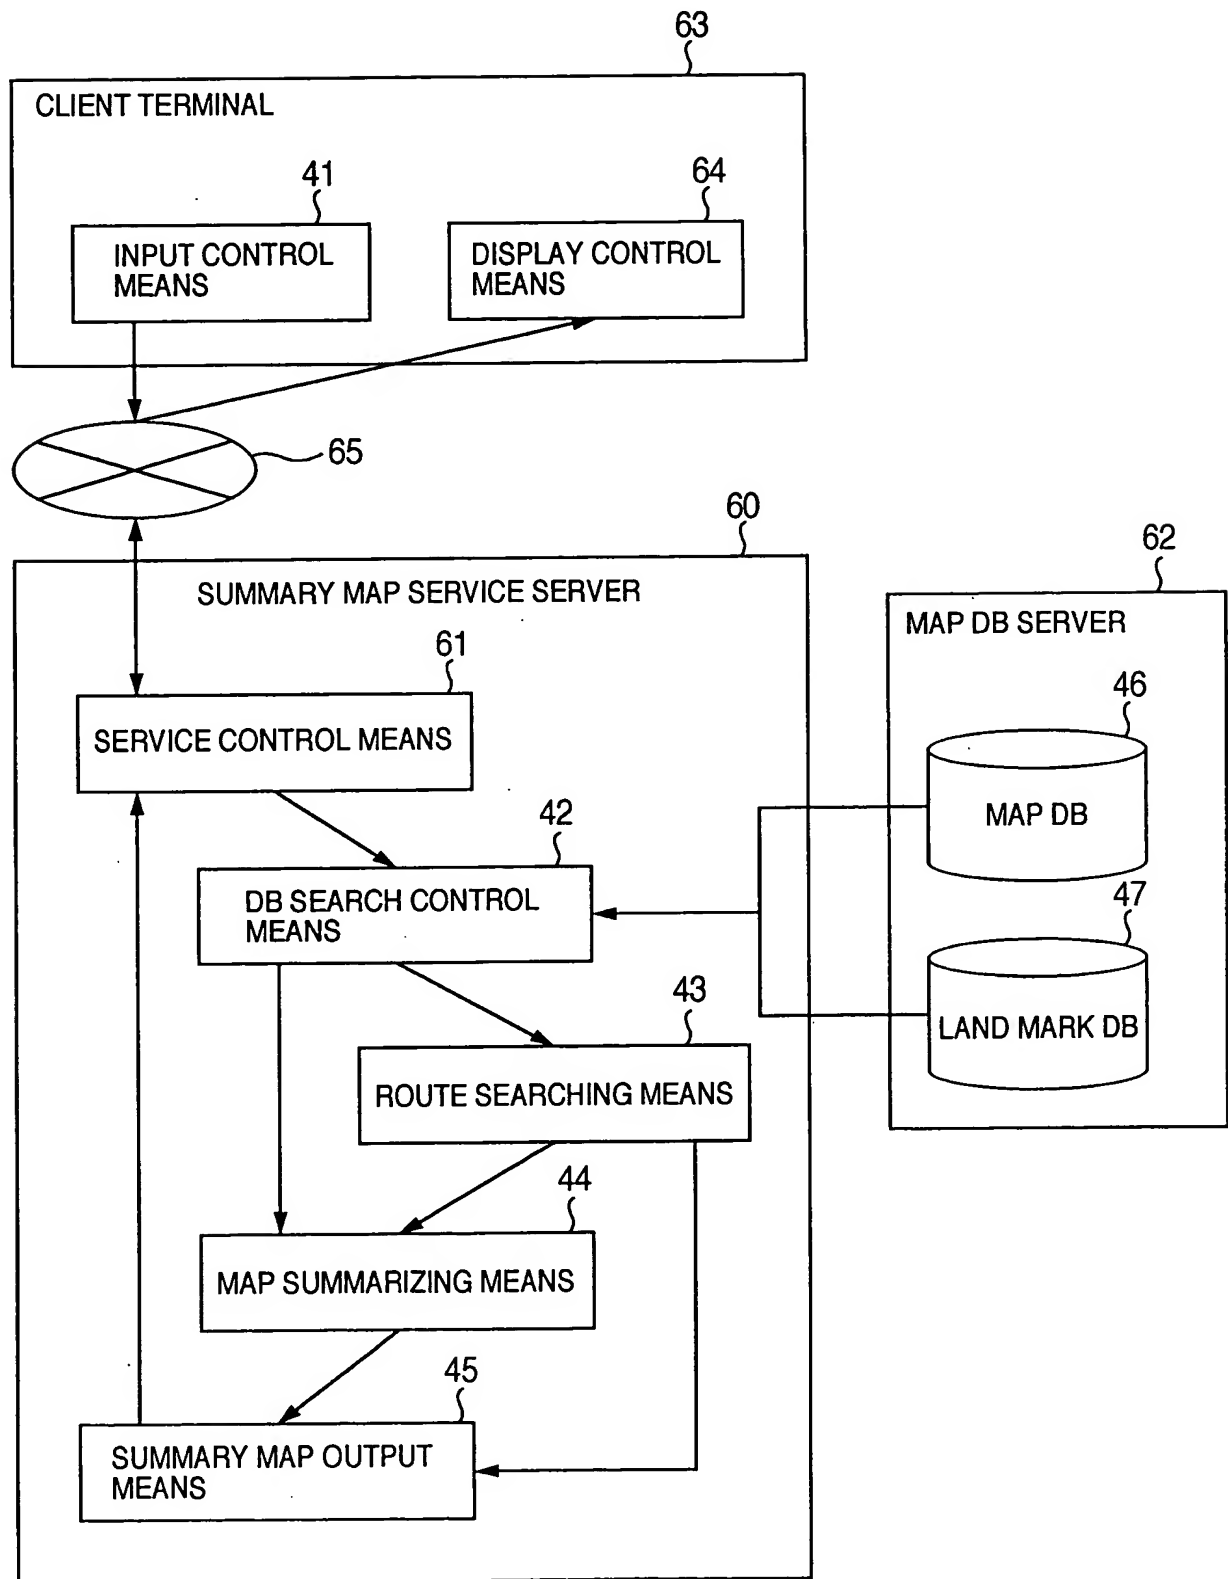 63
CLIENT TERMINAL
41
64
INPUT CONTROL
MEANS
DISPLAY CONTROL
MEANS
65
60
62
SUMMARY MAP SERVICE SERVER
MAP DB SERVER
61
46
SERVICE CONTROL MEANS
MAP DB
42
DB SEARCH CONTROL
MEANS
47
LAND MARK DB
43
ROUTE SEARCHING MEANS
44
MAP SUMMARIZING MEANS
45
SUMMARY MAP OUTPUT
MEANS